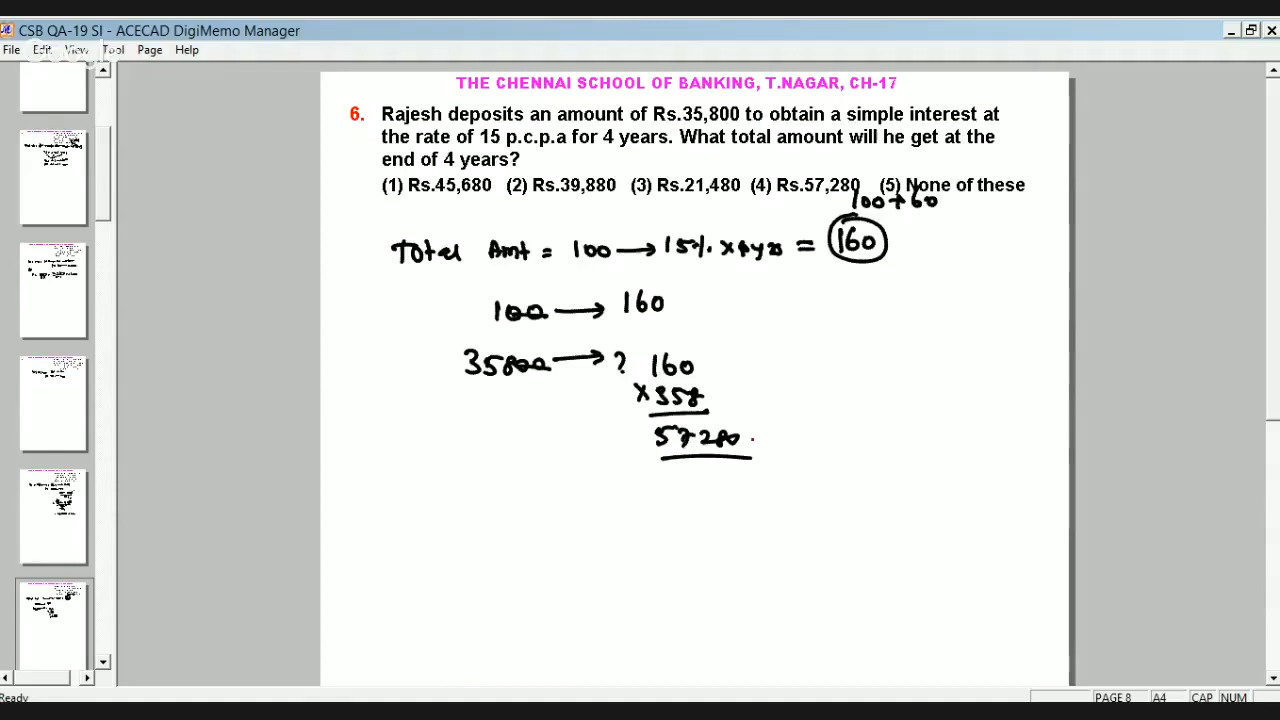 CSB QA-19 SI - ACECAD DigiMemo Manager
File Edit View Tool Page Help
THE CHENNAI SCHOOL OF BANKING, T.NAGAR, CH-17
6. Rajesh deposits an amount of Rs.35,800 to obtain a simple interest at
the rate of 15 p.c.p.a for 4 years. What total amount will he get at the
end of 4 years?
(1) Rs.45,680 (2) Rs.39,880 (3) Rs.21,480 (4) Rs.57,280 (5) None of these
100+60
Total Amt = 100 → 15% x 4 yrs = 160
100 → 160
35800 → ? 160
x 358
57280
Ready
PAGE 8 A4 CAP NUM